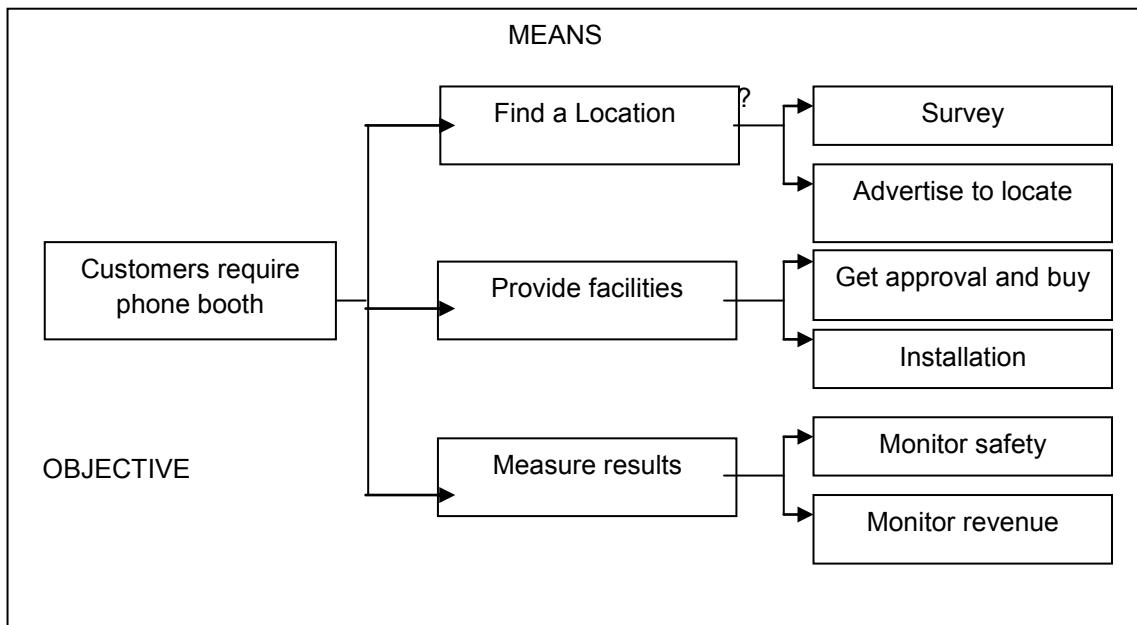 MEANS
Find a Location
?
Survey
Advertise to locate
Customers require
phone booth
Provide facilities
Get approval and buy
Installation
OBJECTIVE
Measure results
Monitor safety
Monitor revenue